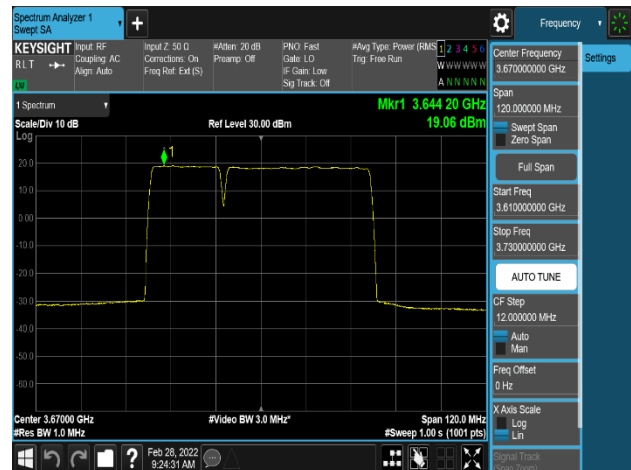 Spectrum Analyzer 1
Swept SA
+
Frequency
KEYSIGHT
RLT
LW
Input: RF
Coupling: AC
Align: Auto
Input Z: 50 Ω
Corrections: On
Freq Ref: Ext (S)
#Atten: 20 dB
Preamp: Off
PNO: Fast
Gate: LO
IF Gain: Low
Sig Track: Off
#Avg Type: Power (RMS
Trig: Free Run
1 2 3 4 5 6
W W W W W W
A N N N N N
1 Spectrum
Scale/Div 10 dB
Log
Ref Level 30.00 dBm
Mkr1 3.644 20 GHz
19.06 dBm
1
20.0
10.0
0.00
-10.0
-20.0
-30.0
-40.0
-50.0
-60.0
Center 3.67000 GHz
#Res BW 1.0 MHz
#Video BW 3.0 MHz*
Span 120.0 MHz
#Sweep 1.00 s (1001 pts)
Center Frequency
3.670000000 GHz
Span
120.000000 MHz
Swept Span
Zero Span
Full Span
Start Freq
3.610000000 GHz
Stop Freq
3.730000000 GHz
AUTO TUNE
CF Step
12.000000 MHz
Auto
Man
Freq Offset
0 Hz
X Axis Scale
Log
Lin
Signal Track
(Span Zoom)
Settings
?
Feb 28, 2022
9:24:31 AM